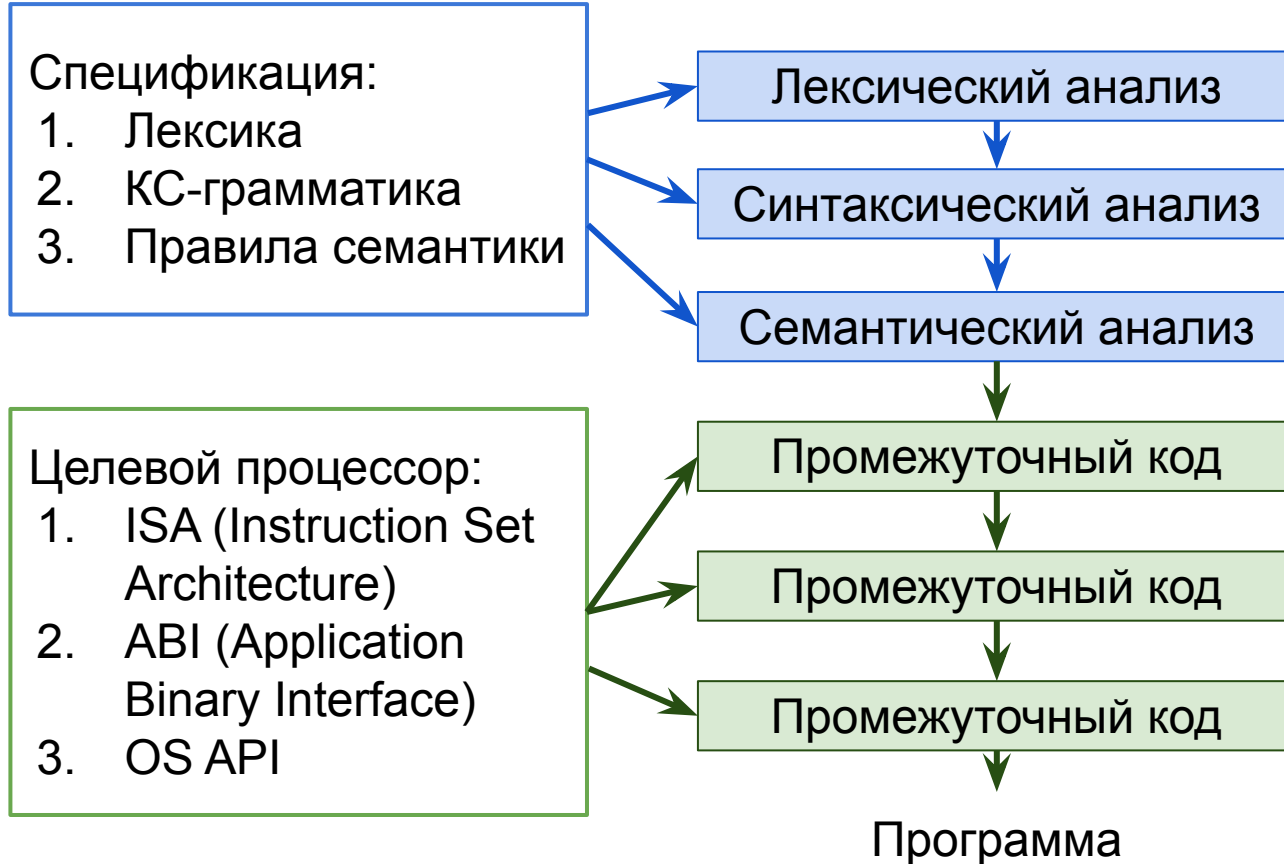 Спецификация:
1. Лексика
2. КС-грамматика
3. Правила семантики
Лексический анализ
Синтаксический анализ
Семантический анализ
Целевой процессор:
1. ISA (Instruction Set
Architecture)
2. ABI (Application
Binary Interface)
3. OS API
Промежуточный код
Промежуточный код
Промежуточный код
Программа